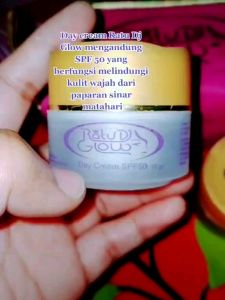 Day cream Ratu Dj
Glow mengandung
SPF 50 yang
berfungsi melindungi
kulit wajah dari
paparan sinar
matahari
Ratu Dj
Glow
Day Cream SPF50